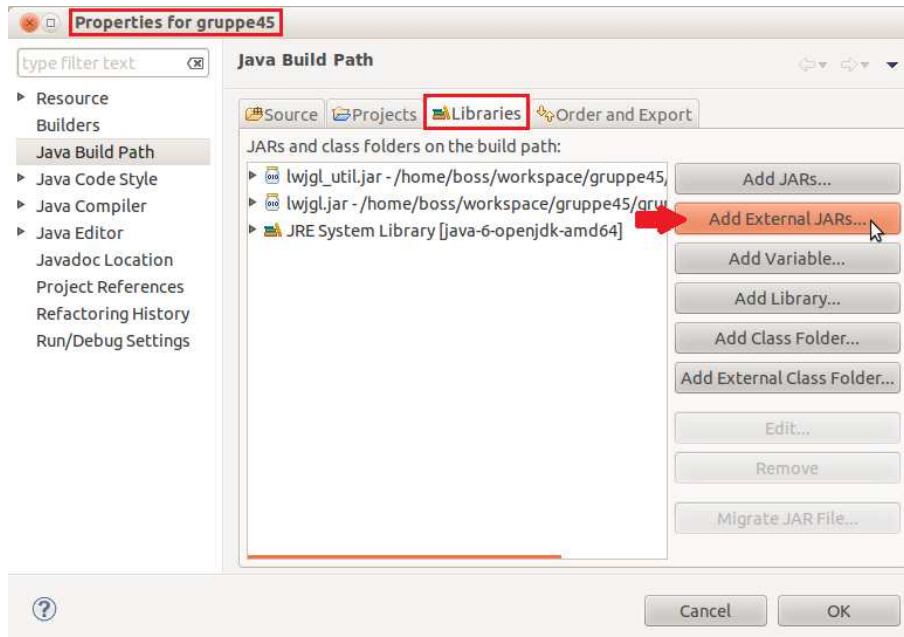 Properties for gruppe45
type filter text
Java Build Path
Resource
Builders
Java Build Path
Java Code Style
Java Compiler
Java Editor
Javadoc Location
Project References
Refactoring History
Run/Debug Settings
Source Projects Libraries Order and Export
JARs and class folders on the build path:
lwjgl_util.jar - /home/boss/workspace/gruppe45/
lwjgl.jar - /home/boss/workspace/gruppe45/gru
JRE System Library [java-6-openjdk-amd64]
Add JARs...
Add External JARs...
Add Variable...
Add Library...
Add Class Folder...
Add External Class Folder...
Edit...
Remove
Migrate JAR File...
Cancel OK